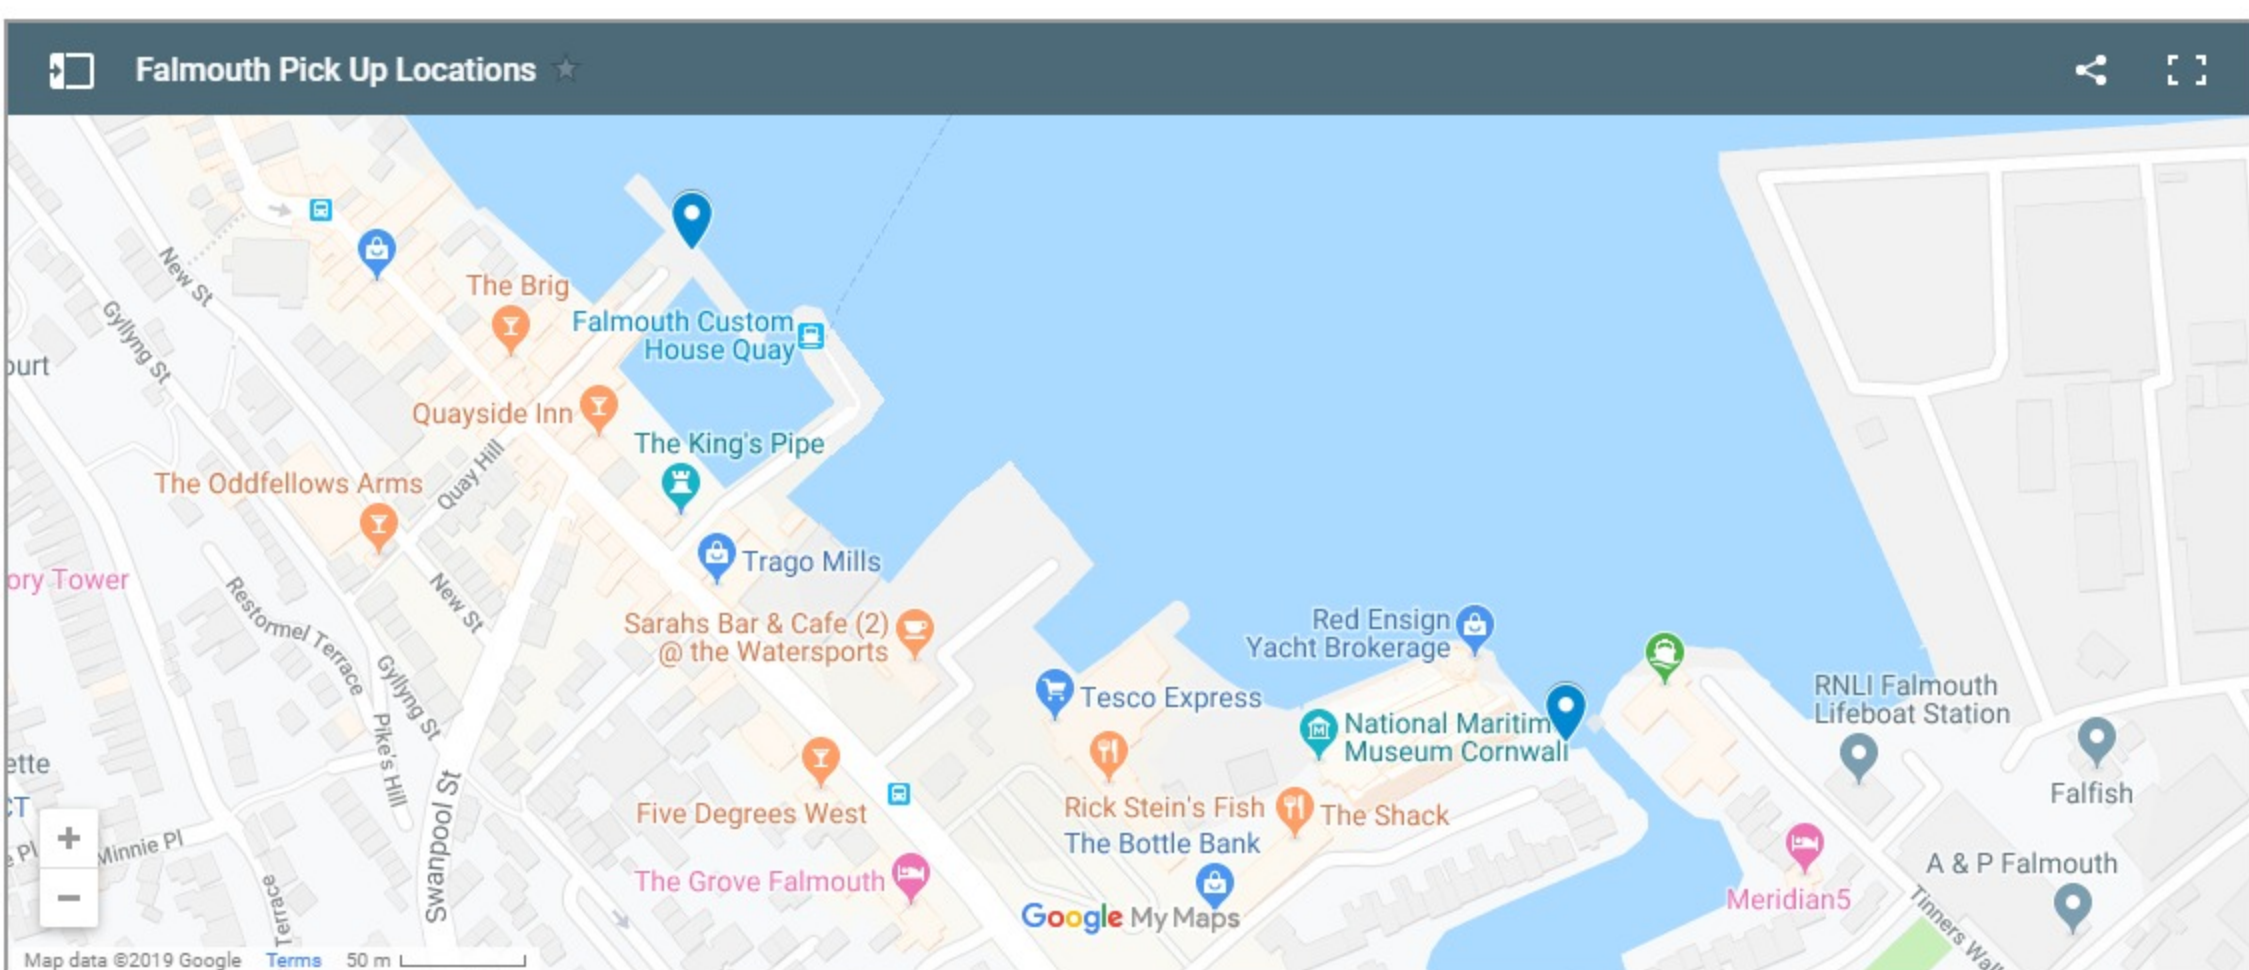 Falmouth Pick Up Locations
New St
Gyllyng St
The Brig
Falmouth Custom
House Quay
ourt
Quayside Inn
The King's Pipe
Quay Hill
The Oddfellows Arms
Trago Mills
ory Tower
New St
Restormel Terrace
Sarahs Bar & Cafe (2)
@ the Watersports
Red Ensign
Yacht Brokerage
Gyllyng St
Pike's Hill
Tesco Express
RNLI Falmouth
Lifeboat Station
National Maritim
Museum Cornwall
ette
CT
Swanpool St
Five Degrees West
Rick Stein's Fish
The Shack
Falfish
The Bottle Bank
e Pl
Minnie Pl
The Grove Falmouth
A & P Falmouth
Meridian5
Terrace
Tinners Wal
Google My Maps
+
−
Map data ©2019 Google Terms 50 m